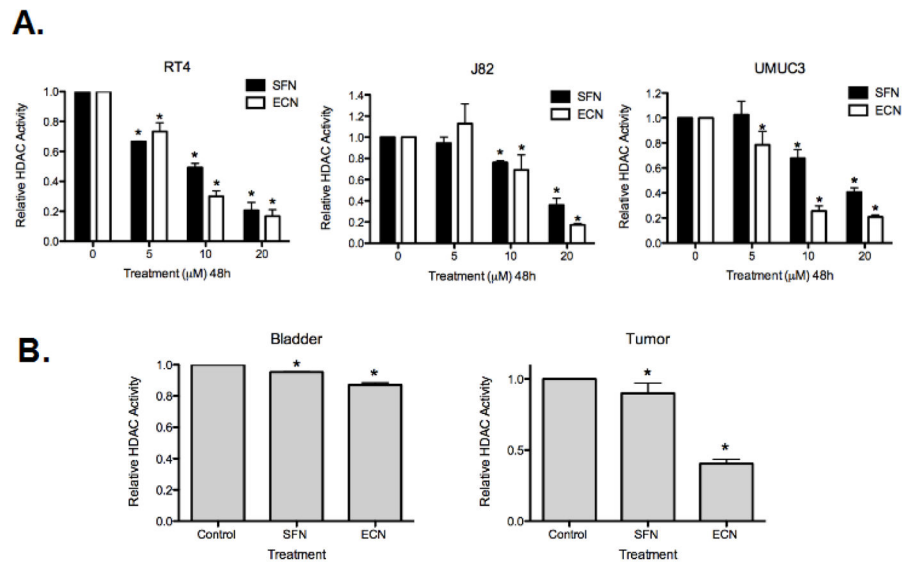 A.
RT4
SFN
ECN
Relative HDAC Activity
1.0
0.8
0.6
0.4
0.2
0.0
* * * * * *
0 5 10 20
Treatment (μM) 48h
J82
SFN
ECN
Relative HDAC Activity
1.4
1.2
1.0
0.8
0.6
0.4
0.2
0.0
* * * *
0 5 10 20
Treatment (μM) 48h
UMUC3
SFN
ECN
Relative HDAC Activity
1.2
1.0
0.8
0.6
0.4
0.2
0.0
* * * * *
0 5 10 20
Treatment (μM) 48h
B.
Bladder
Relative HDAC Activity
1.0
0.8
0.6
0.4
0.2
0.0
* *
Control SFN ECN
Treatment
Tumor
Relative HDAC Activity
1.0
0.5
0.0
* *
Control SFN ECN
Treatment